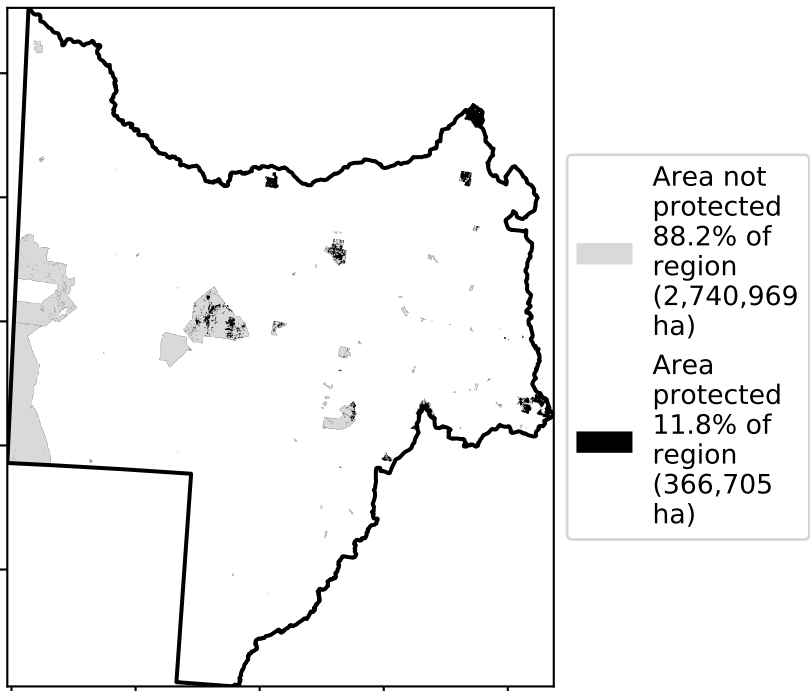 Area not
protected
88.2% of
region
(2,740,969
ha)
Area
protected
11.8% of
region
(366,705
ha)